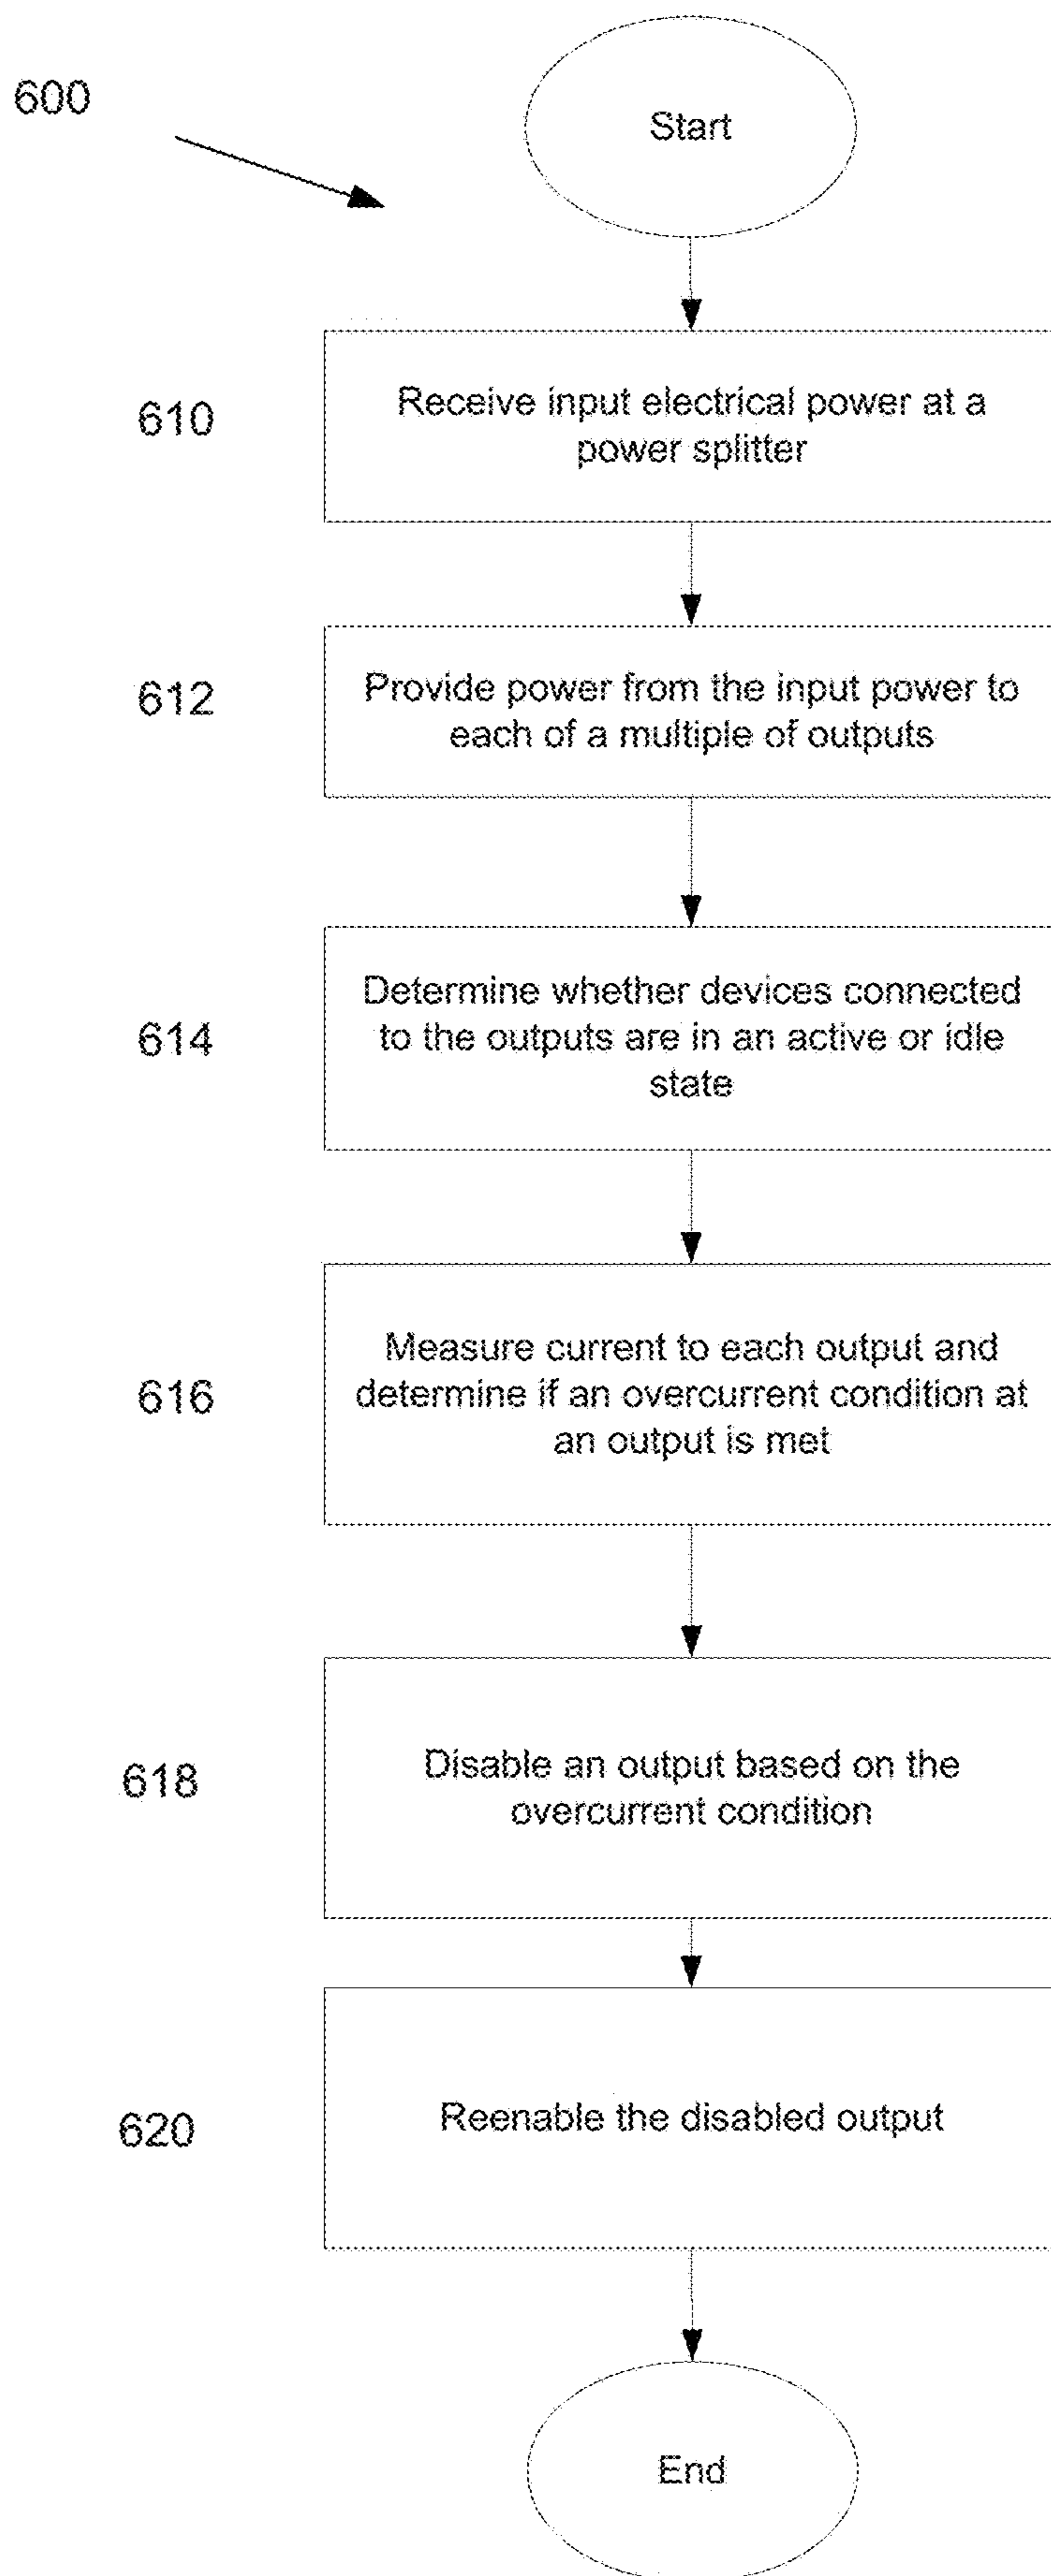 600
Start
610
Receive input electrical power at a
power splitter
612
Provide power from the input power to
each of a multiple of outputs
614
Determine whether devices connected
to the outputs are in an active or idle
state
616
Measure current to each output and
determine if an overcurrent condition at
an output is met
618
Disable an output based on the
overcurrent condition
620
Reenable the disabled output
End